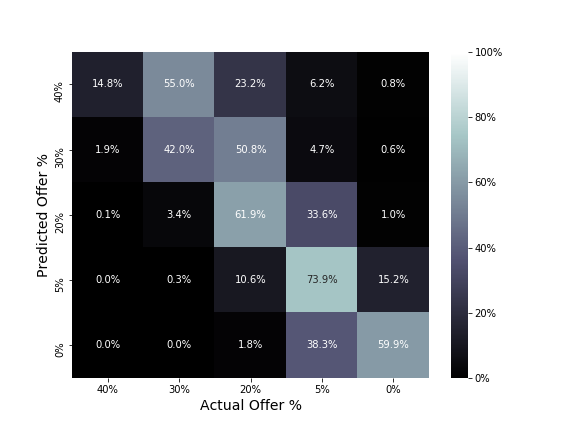 100%
40% 14.8% 55.0% 23.2% 6.2% 0.8%
80%
30% 1.9% 42.0% 50.8% 4.7% 0.6%
60%
Predicted Offer %
20% 0.1% 3.4% 61.9% 33.6% 1.0%
40%
5% 0.0% 0.3% 10.6% 73.9% 15.2%
20%
0% 0.0% 0.0% 1.8% 38.3% 59.9%
0%
40% 30% 20% 5% 0%
Actual Offer %